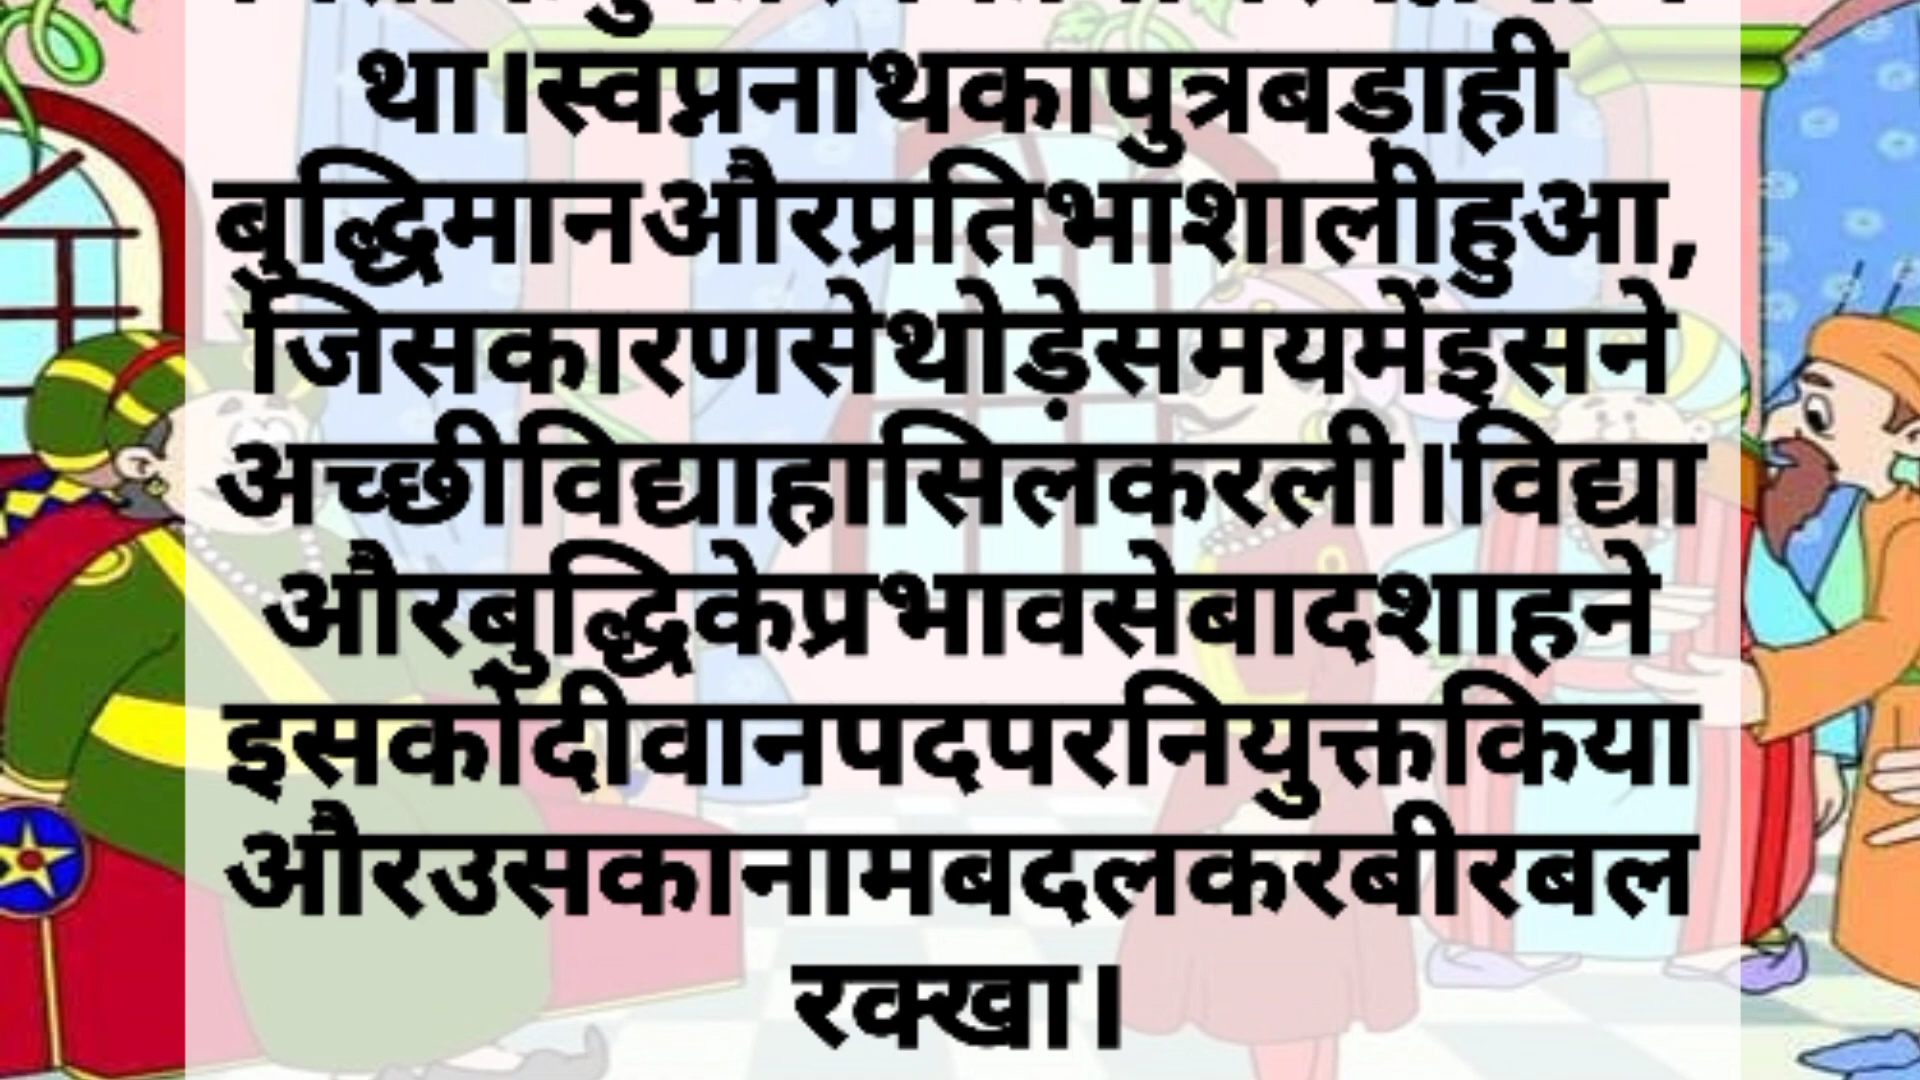 था।स्वप्ननाथकापुत्रबड़ाही
बुद्धिमानऔरप्रतिभाशालीहुआ,
जिसकारणसेथोड़ेसमयमेंइसने
अच्छीविद्याहासिलकरली।विद्या
औरबुद्धिकेप्रभावसेबादशाहने
इसकोदीवानपदपरनियुक्तकिया
औरउसकानामबदलकरबीरबल
रक्खा।